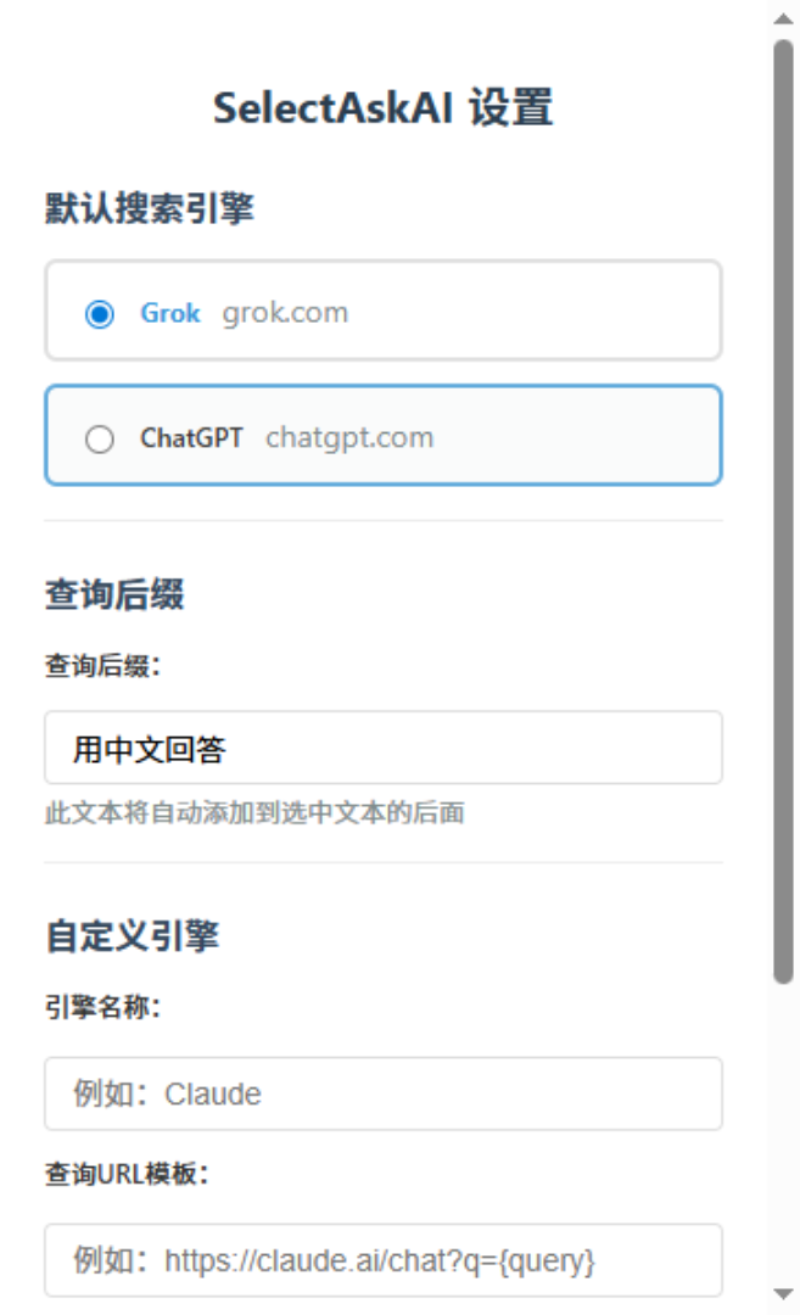 SelectAskAI 设置
默认搜索引擎
Grok grok.com
ChatGPT chatgpt.com
查询后缀
查询后缀：
用中文回答
此文本将自动添加到选中文本的后面
自定义引擎
引擎名称：
例如：Claude
查询URL模板：
例如：https://claude.ai/chat?q={query}